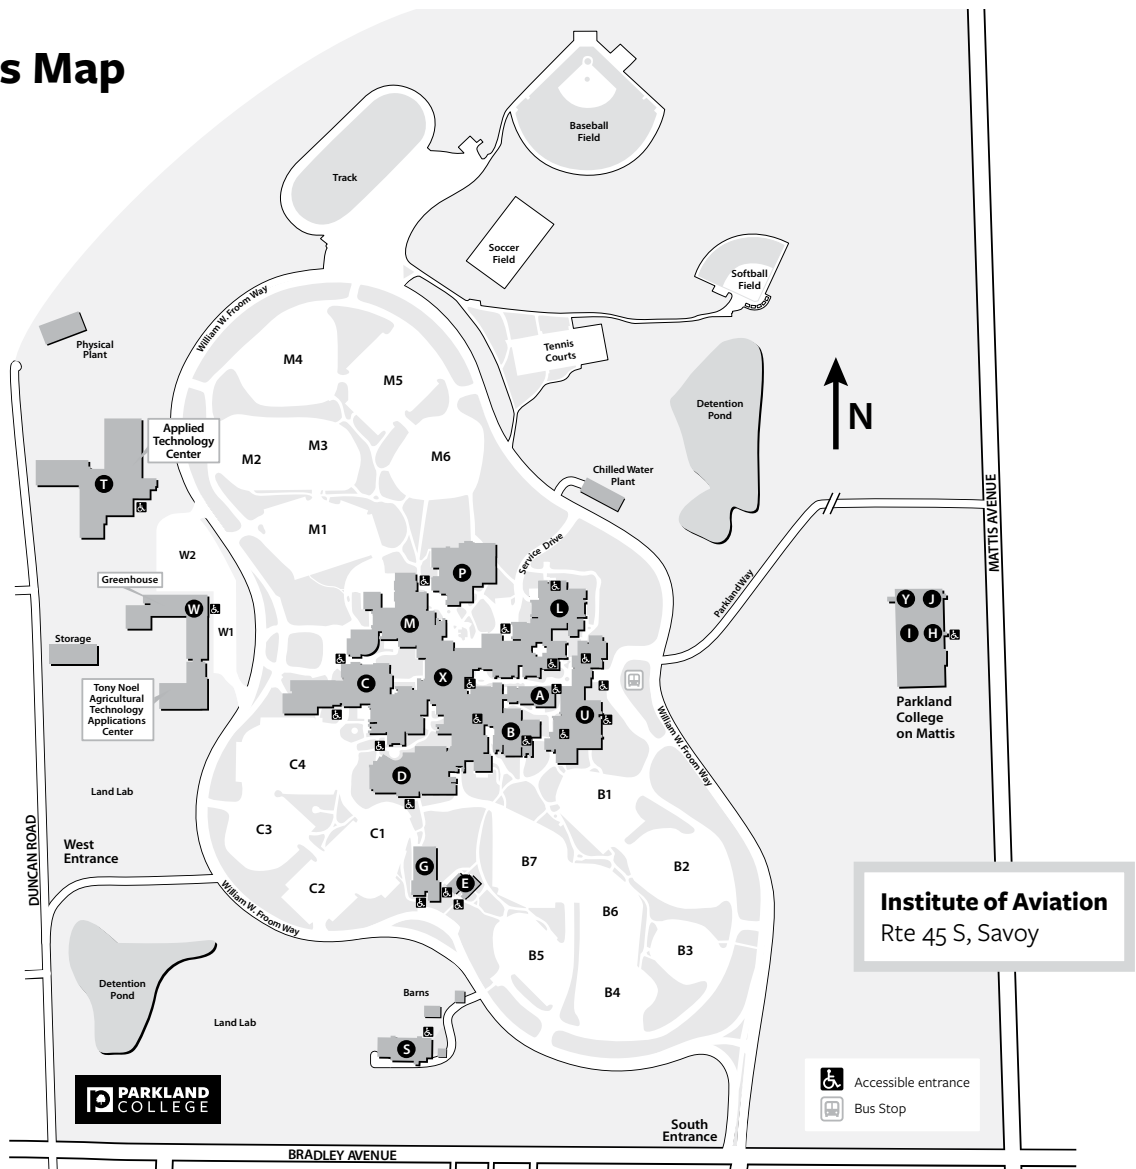 s Map
Baseball
Field
Track
Soccer
Field
Softball
Field
William W. Froom Way
Physical
Plant
Tennis
Courts
M4
M5
Detention
Pond
N
Applied
Technology
Center
M3
M2
M6
T
Chilled Water
Plant
MATTIS AVENUE
M1
Service Drive
W2
P
Greenhouse
Parkland Way
W
L
Y J
M
Storage
W1
I H
X
C
A
Tony Noel
Agricultural
Technology
Applications
Center
U
B
Parkland
College
on Mattis
William W. Froom Way
C4
D
Land Lab
B1
C3
C1
DUNCAN ROAD
West
Entrance
G
B7
B2
E
C2
William W. Froom Way
B6
Institute of Aviation
Rte 45 S, Savoy
B5
B3
Detention
Pond
Barns
B4
Land Lab
S
PARKLAND
COLLEGE
Accessible entrance
Bus Stop
South
Entrance
BRADLEY AVENUE